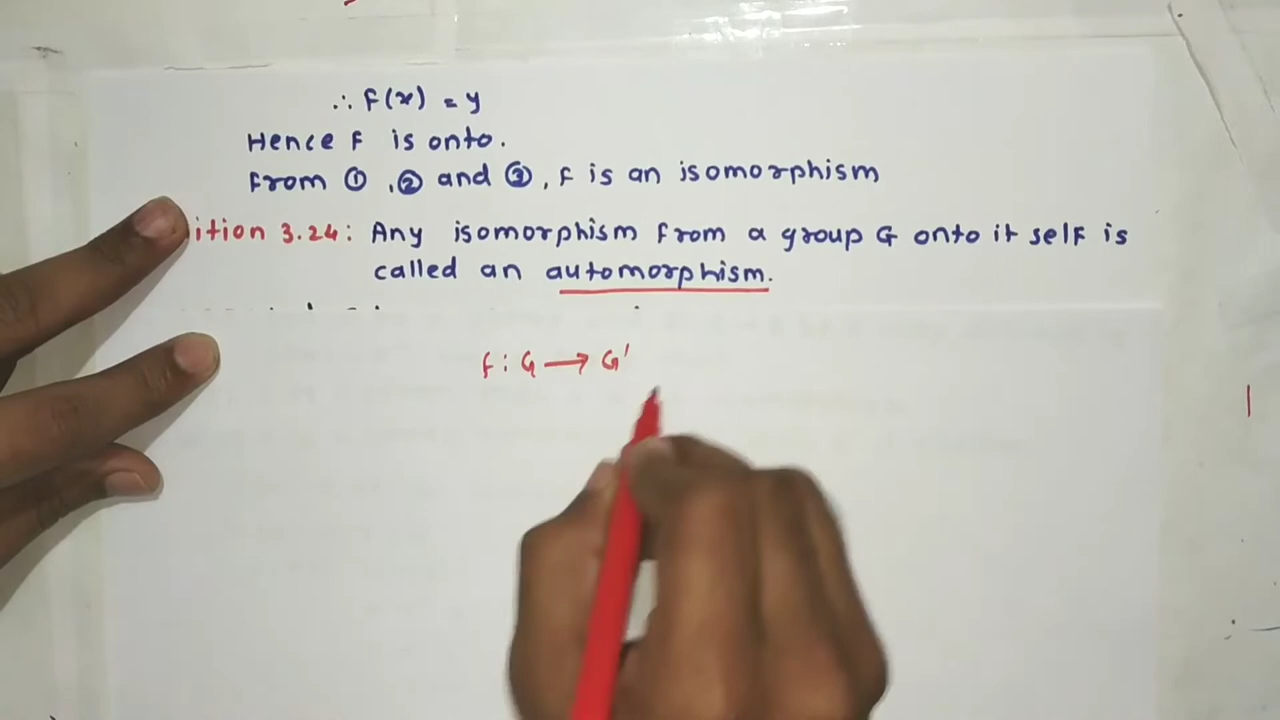 ∴ F(x) = y
Hence F is onto.
From ①, ② and ③, F is an isomorphism
ition 3.24: Any isomorphism from a group G onto it self is
called an automorphism.
f : G ⟶ G'